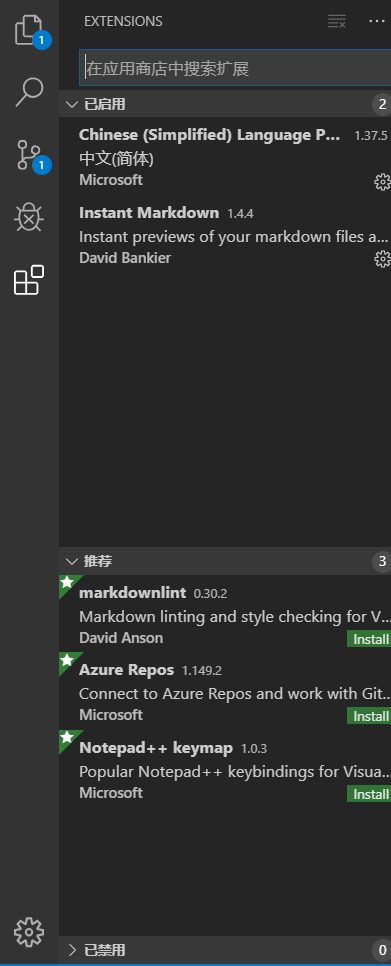 EXTENSIONS
1
在应用商店中搜索扩展
已启用 2
Chinese (Simplified) Language P... 1.37.5
中文(简体)
Microsoft
1
Instant Markdown 1.4.4
Instant previews of your markdown files a...
David Bankier
推荐 3
markdownlint 0.30.2
Markdown linting and style checking for V...
David Anson Install
Azure Repos 1.149.2
Connect to Azure Repos and work with Git...
Microsoft Install
Notepad++ keymap 1.0.3
Popular Notepad++ keybindings for Visua...
Microsoft Install
已禁用 0